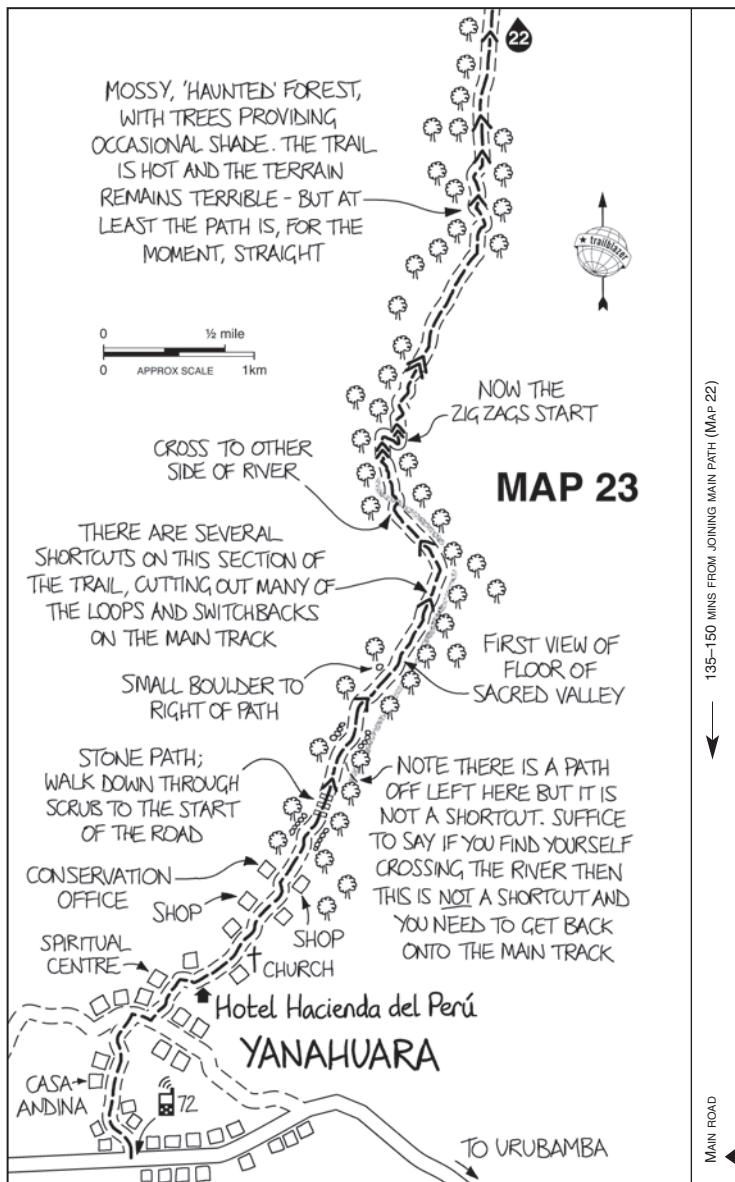 22
MOSSY, 'HAUNTED' FOREST,
WITH TREES PROVIDING
OCCASIONAL SHADE. THE TRAIL
IS HOT AND THE TERRAIN
REMAINS TERRIBLE - BUT AT
LEAST THE PATH IS, FOR THE
MOMENT, STRAIGHT
★ trailblazer
0 ½ mile
0 APPROX SCALE 1km
NOW THE
ZIG ZAGS START
CROSS TO OTHER
SIDE OF RIVER
MAP 23
THERE ARE SEVERAL
SHORTCUTS ON THIS SECTION OF
THE TRAIL, CUTTING OUT MANY OF
THE LOOPS AND SWITCHBACKS
ON THE MAIN TRACK
FIRST VIEW OF
FLOOR OF
SACRED VALLEY
SMALL BOULDER TO
RIGHT OF PATH
STONE PATH;
WALK DOWN THROUGH
SCRUB TO THE START
OF THE ROAD
NOTE THERE IS A PATH
OFF LEFT HERE BUT IT IS
NOT A SHORTCUT. SUFFICE
TO SAY IF YOU FIND YOURSELF
CROSSING THE RIVER THEN
THIS IS NOT A SHORTCUT AND
YOU NEED TO GET BACK
ONTO THE MAIN TRACK
CONSERVATION
OFFICE
SHOP
SHOP
SPIRITUAL
CENTRE
CHURCH
Hotel Hacienda del Perú
YANAHUARA
CASA
ANDINA
72
TO URUBAMBA
135–150 MINS FROM JOINING MAIN PATH (MAP 22)
MAIN ROAD